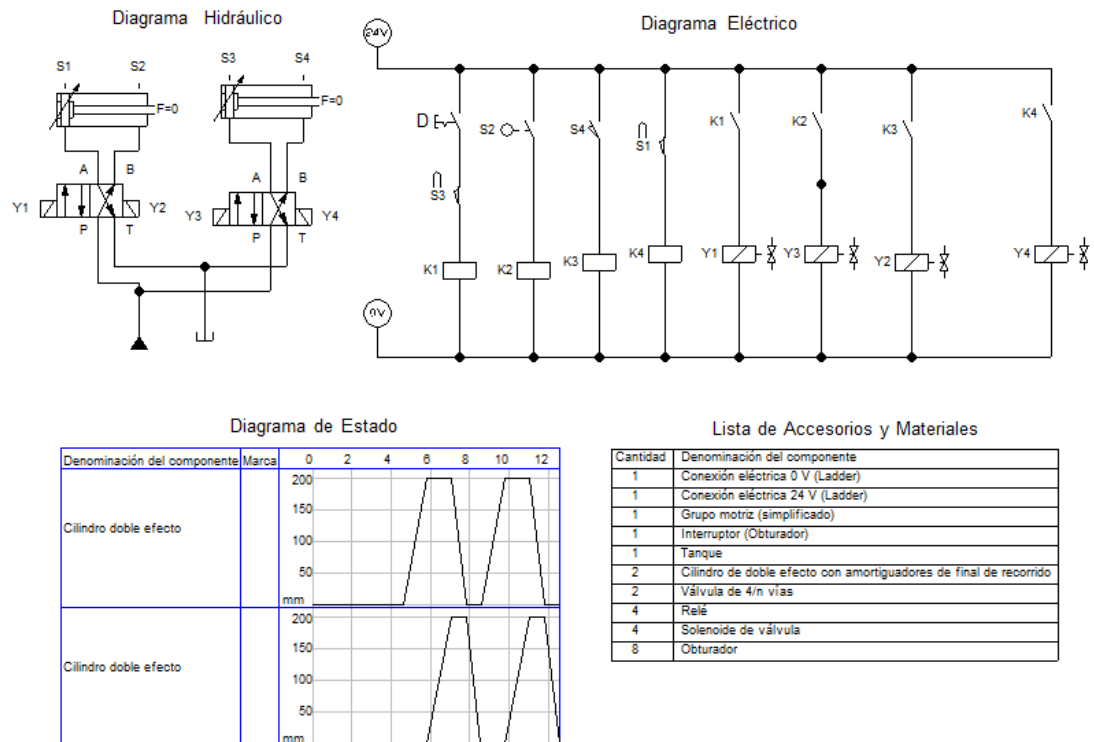 Diagrama Hidráulico
S1 S2 S3 S4
F=0 F=0
A B A B
Y1 Y2 Y3 Y4
P T P T
Diagrama Eléctrico
24V
D S2 S4 S1 K1 K2 K3 K4
S3
K1 K2 K3 K4 Y1 Y3 Y2 Y4
0V
Diagrama de Estado
Denominación del componente Marca 0 2 4 6 8 10 12
Cilindro doble efecto
200
150
100
50
mm
Cilindro doble efecto
200
150
100
50
mm
Lista de Accesorios y Materiales
Cantidad Denominación del componente
1 Conexión eléctrica 0 V (Ladder)
1 Conexión eléctrica 24 V (Ladder)
1 Grupo motriz (simplificado)
1 Interruptor (Obturador)
1 Tanque
2 Cilindro de doble efecto con amortiguadores de final de recorrido
2 Válvula de 4/n vías
4 Relé
4 Solenoide de válvula
8 Obturador